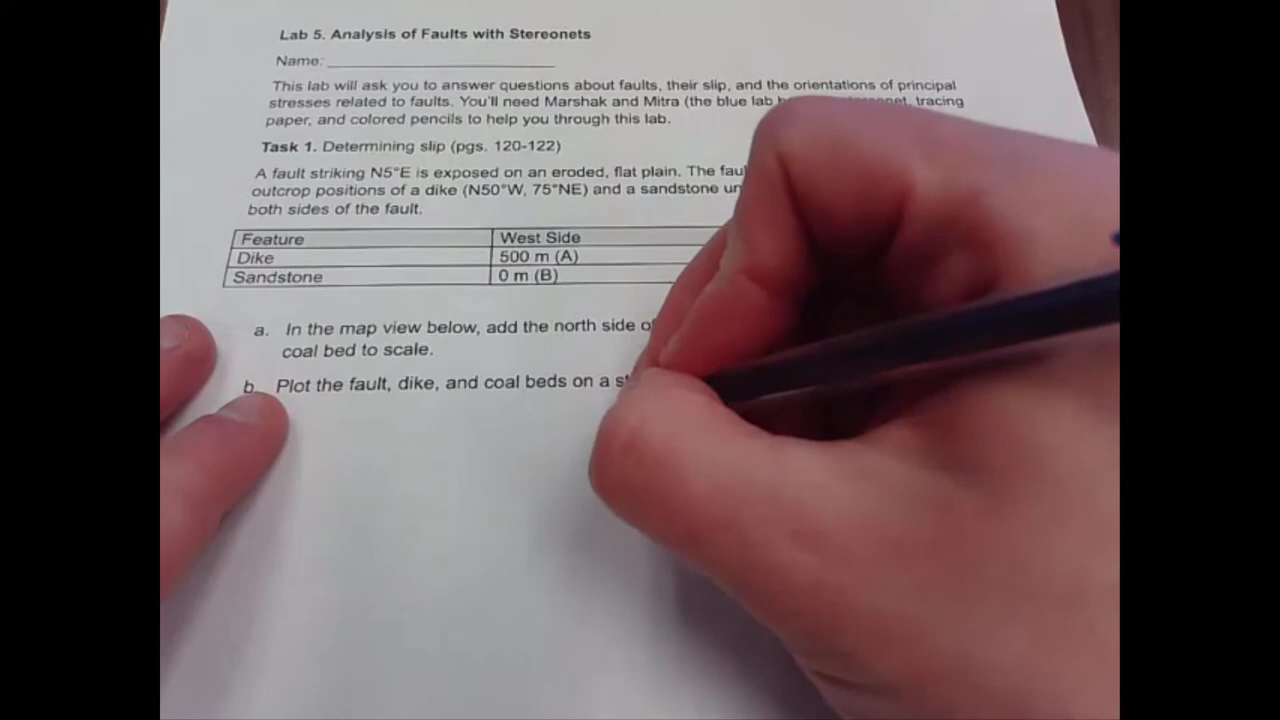 Lab 5. Analysis of Faults with Stereonets
Name:
This lab will ask you to answer questions about faults, their slip, and the orientations of principal
stresses related to faults. You'll need Marshak and Mitra (the blue lab tracing
paper, and colored pencils to help you through this lab.
Task 1. Determining slip (pgs. 120-122)
A fault striking N5°E is exposed on an eroded, flat plain. The
outcrop positions of a dike (N50°W, 75°NE) and a sandstone
both sides of the fault.
Feature West Side
Dike 500 m (A)
Sandstone 0 m (B)
a. In the map view below, add the north side
coal bed to scale.
b. Plot the fault, dike, and coal beds on a